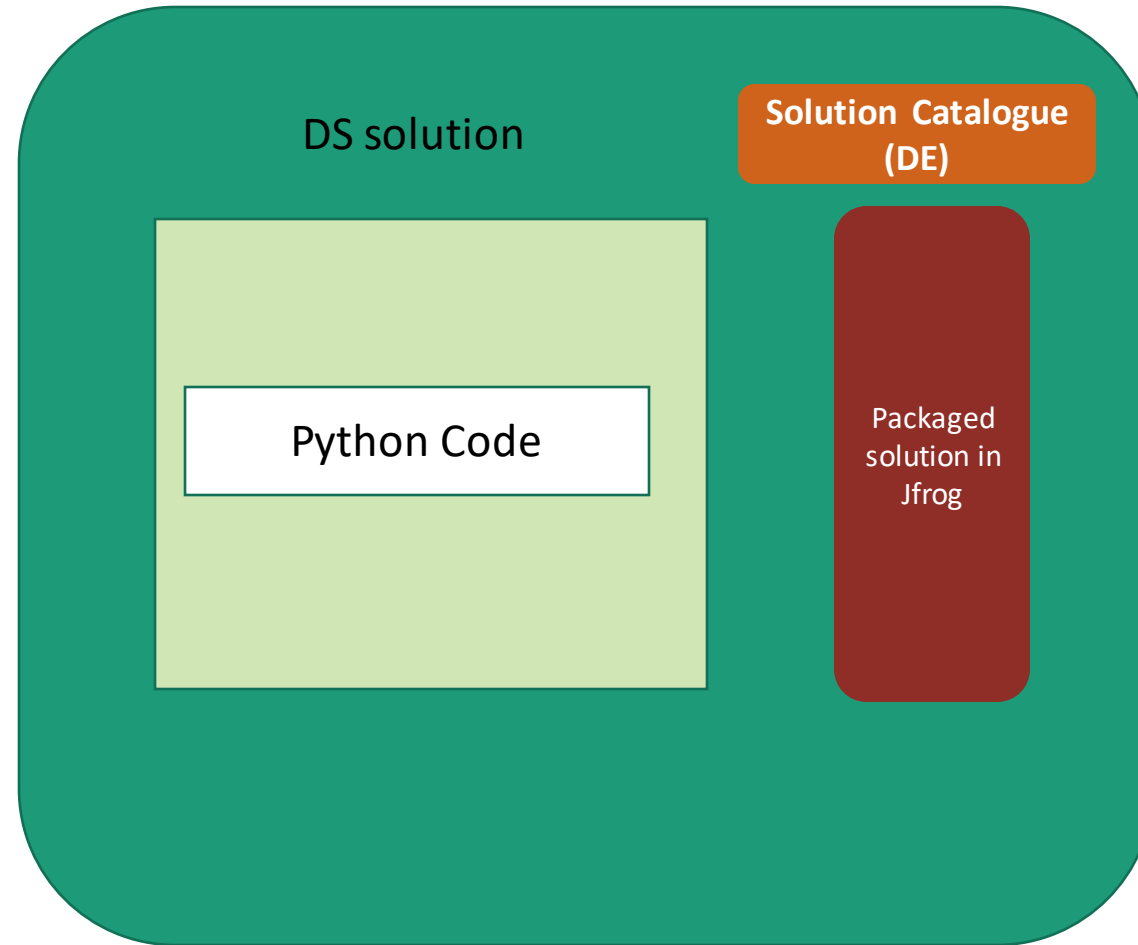 DS solution
Solution Catalogue
(DE)
Python Code
Packaged
solution in
Jfrog